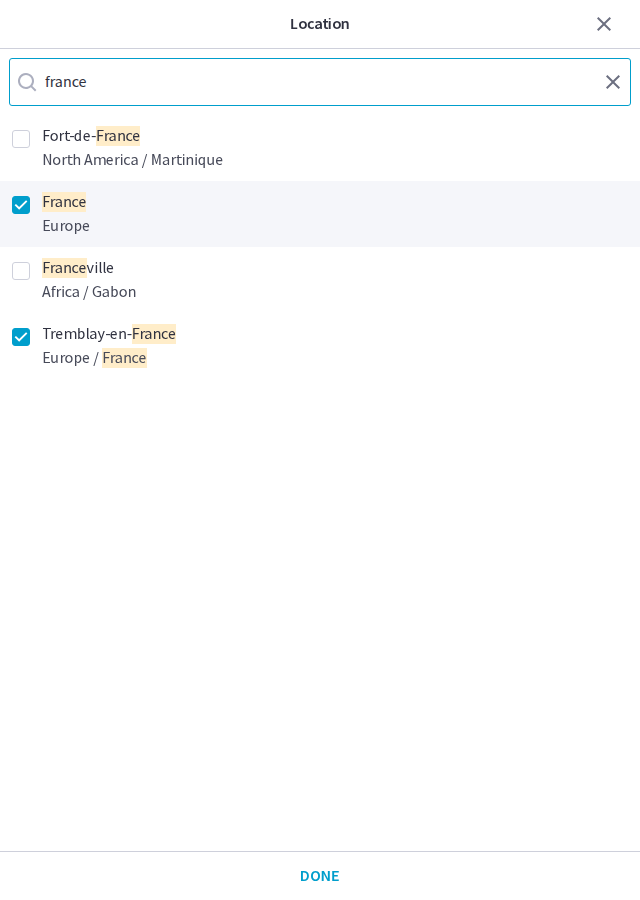 Location
france
Fort-de-France
North America / Martinique
France
Europe
Franceville
Africa / Gabon
Tremblay-en-France
Europe / France
DONE